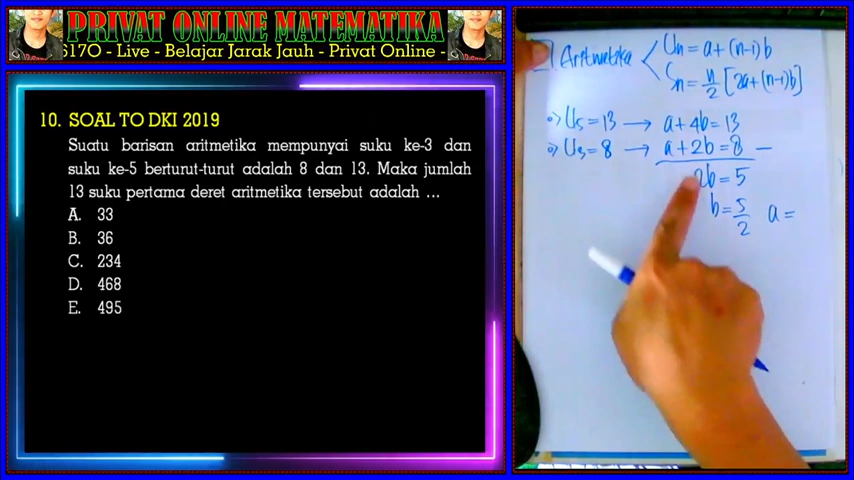 PRIVAT ONLINE MATEMATIKA
S17O - Live - Belajar Jarak Jauh - Privat Online -
10. SOAL TO DKI 2019
Suatu barisan aritmetika mempunyai suku ke-3 dan
suku ke-5 berturut-turut adalah 8 dan 13. Maka jumlah
13 suku pertama deret aritmetika tersebut adalah ...
A. 33
B. 36
C. 234
D. 468
E. 495
Aritmetika < Un = a + (n-1)b
Sn = n/2 [2a + (n-1)b]
U5 = 13 → a + 4b = 13
U3 = 8 → a + 2b = 8 −
2b = 5
b = 5/2 a =